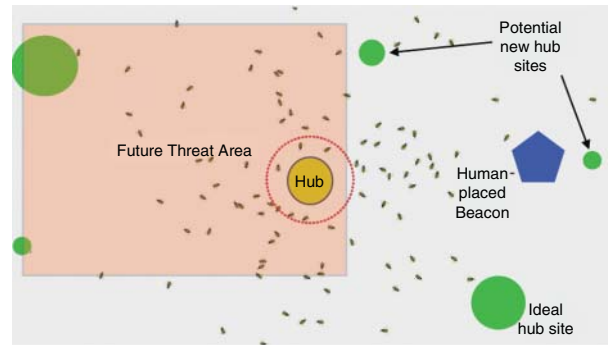 Potential
new hub
sites
Future Threat Area
Hub
Human-
placed
Beacon
Ideal
hub site